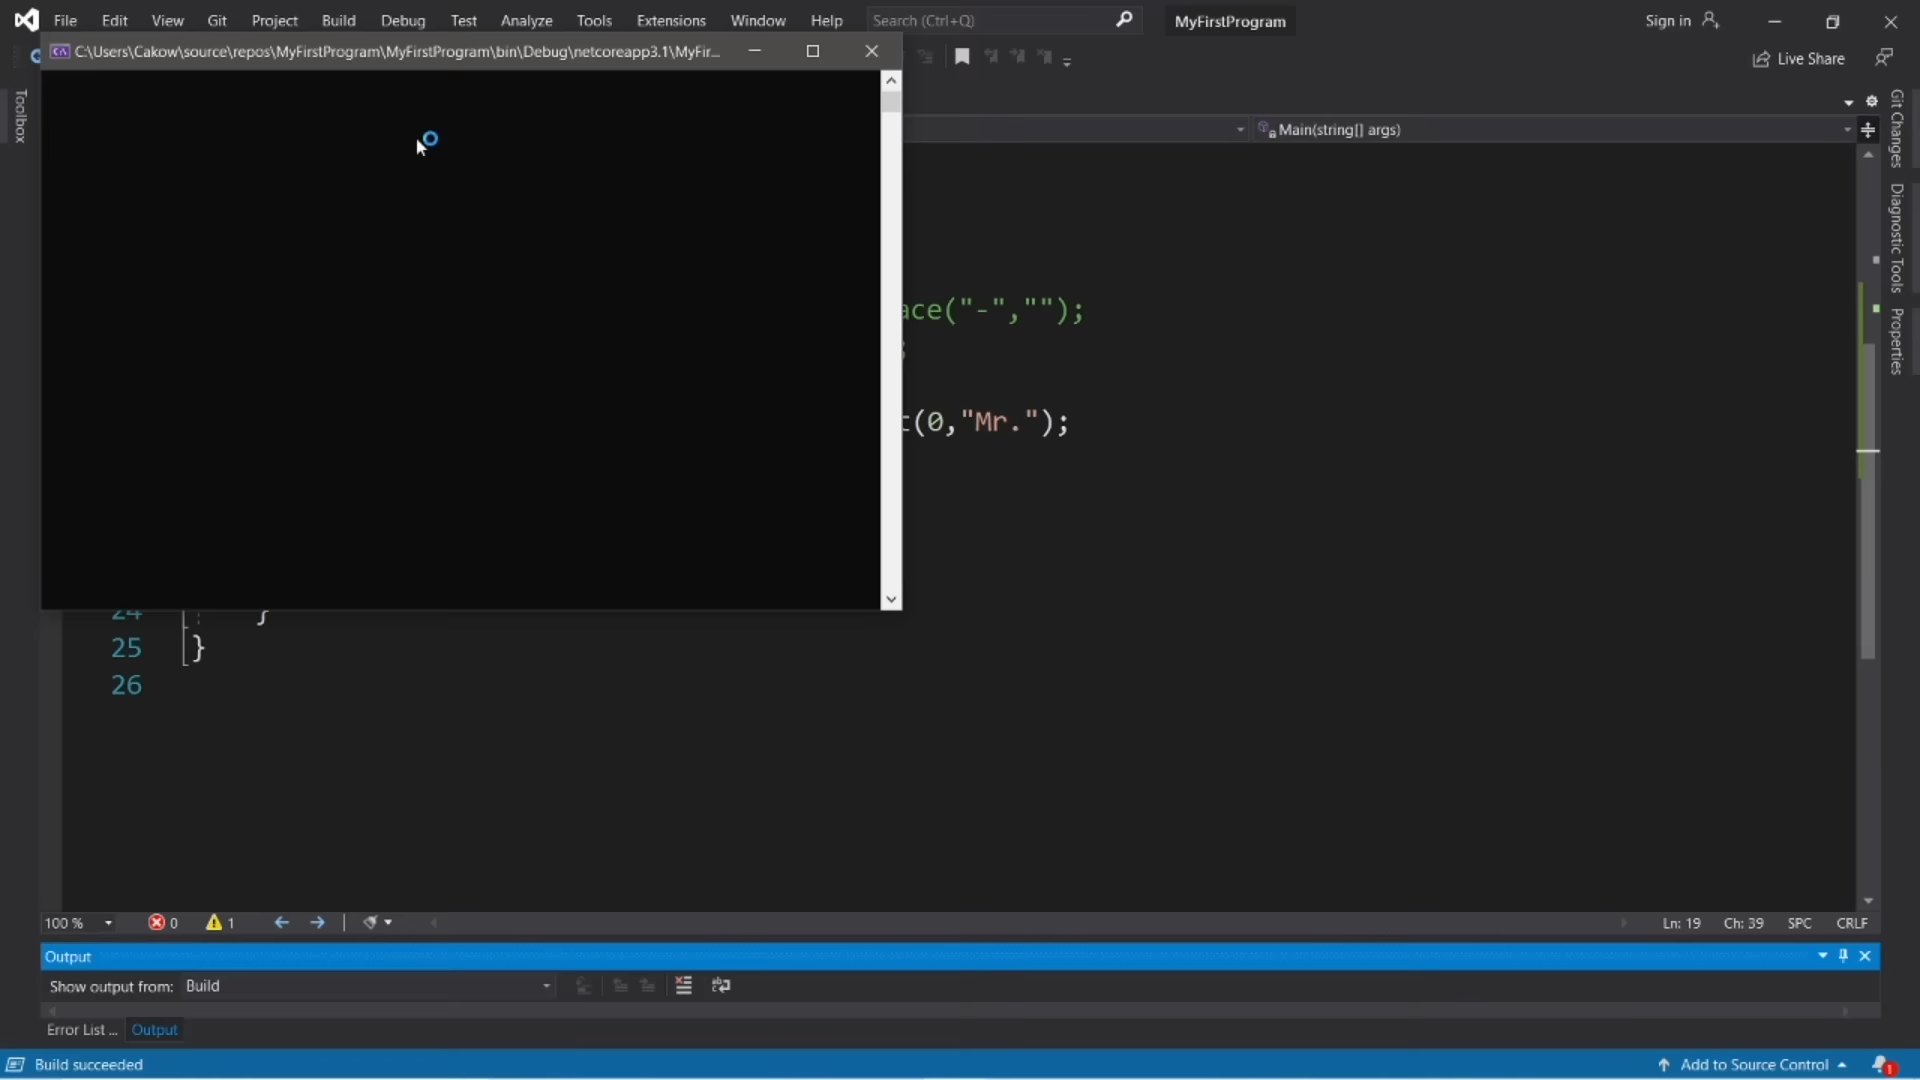 File Edit View Git Project Build Debug Test Analyze Tools Extensions Window Help Search (Ctrl+Q) MyFirstProgram Sign in
C:\Users\Cakow\source\repos\MyFirstProgram\MyFirstProgram\bin\Debug\netcoreapp3.1\MyFir...
Live Share
Toolbox
Main(string[] args)
Git Changes
Diagnostic Tools
Properties
ace("-","");
;
t(0,"Mr.");
24 }
25 }
26
100 % 0 1 Ln: 19 Ch: 39 SPC CRLF
Output
Show output from: Build
Error List ... Output
Build succeeded Add to Source Control 1